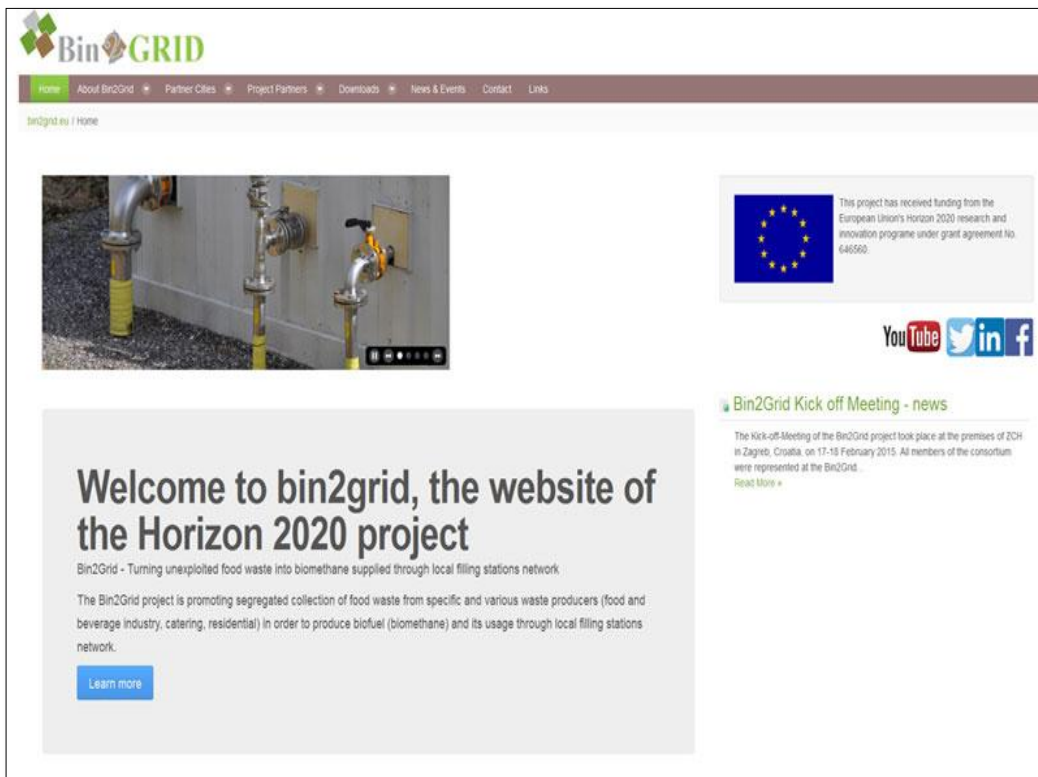 Bin2GRID
Home About Bin2Grid Partner Cities Project Partners Downloads News & Events Contact Links
bin2grid.eu / Home
This project has received funding from the
European Union's Horizon 2020 research and
innovation programe under grant agreement No.
646560.
YouTube in f
Bin2Grid Kick off Meeting - news
The Kick-off-Meeting of the Bin2Grid project took place at the premises of ZCH
in Zagreb, Croatia, on 17-18 February 2015. All members of the consortium
were represented at the Bin2Grid...
Read More »
Welcome to bin2grid, the website of
the Horizon 2020 project
Bin2Grid - Turning unexploited food waste into biomethane supplied through local filling stations network
The Bin2Grid project is promoting segregated collection of food waste from specific and various waste producers (food and
beverage industry, catering, residential) in order to produce biofuel (biomethane) and its usage through local filling stations
network.
Learn more